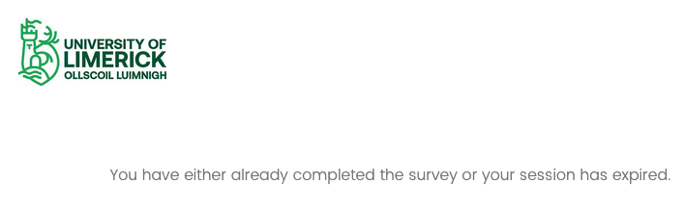 UNIVERSITY OF
LIMERICK
OLLSCOIL LUIMNIGH
You have either already completed the survey or your session has expired.